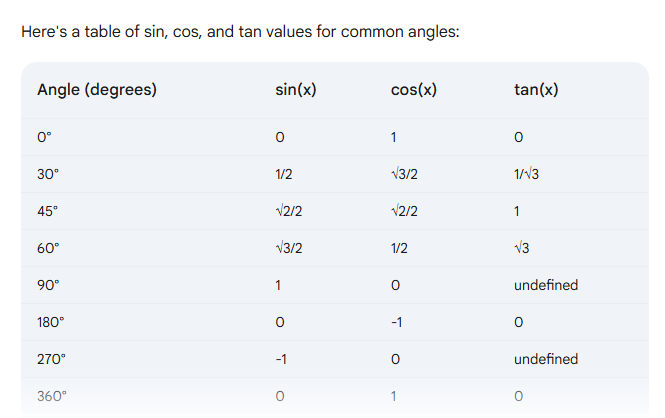 Here's a table of sin, cos, and tan values for common angles:
Angle (degrees) sin(x) cos(x) tan(x)
0° 0 1 0
30° 1/2 √3/2 1/√3
45° √2/2 √2/2 1
60° √3/2 1/2 √3
90° 1 0 undefined
180° 0 -1 0
270° -1 0 undefined
360° 0 1 0